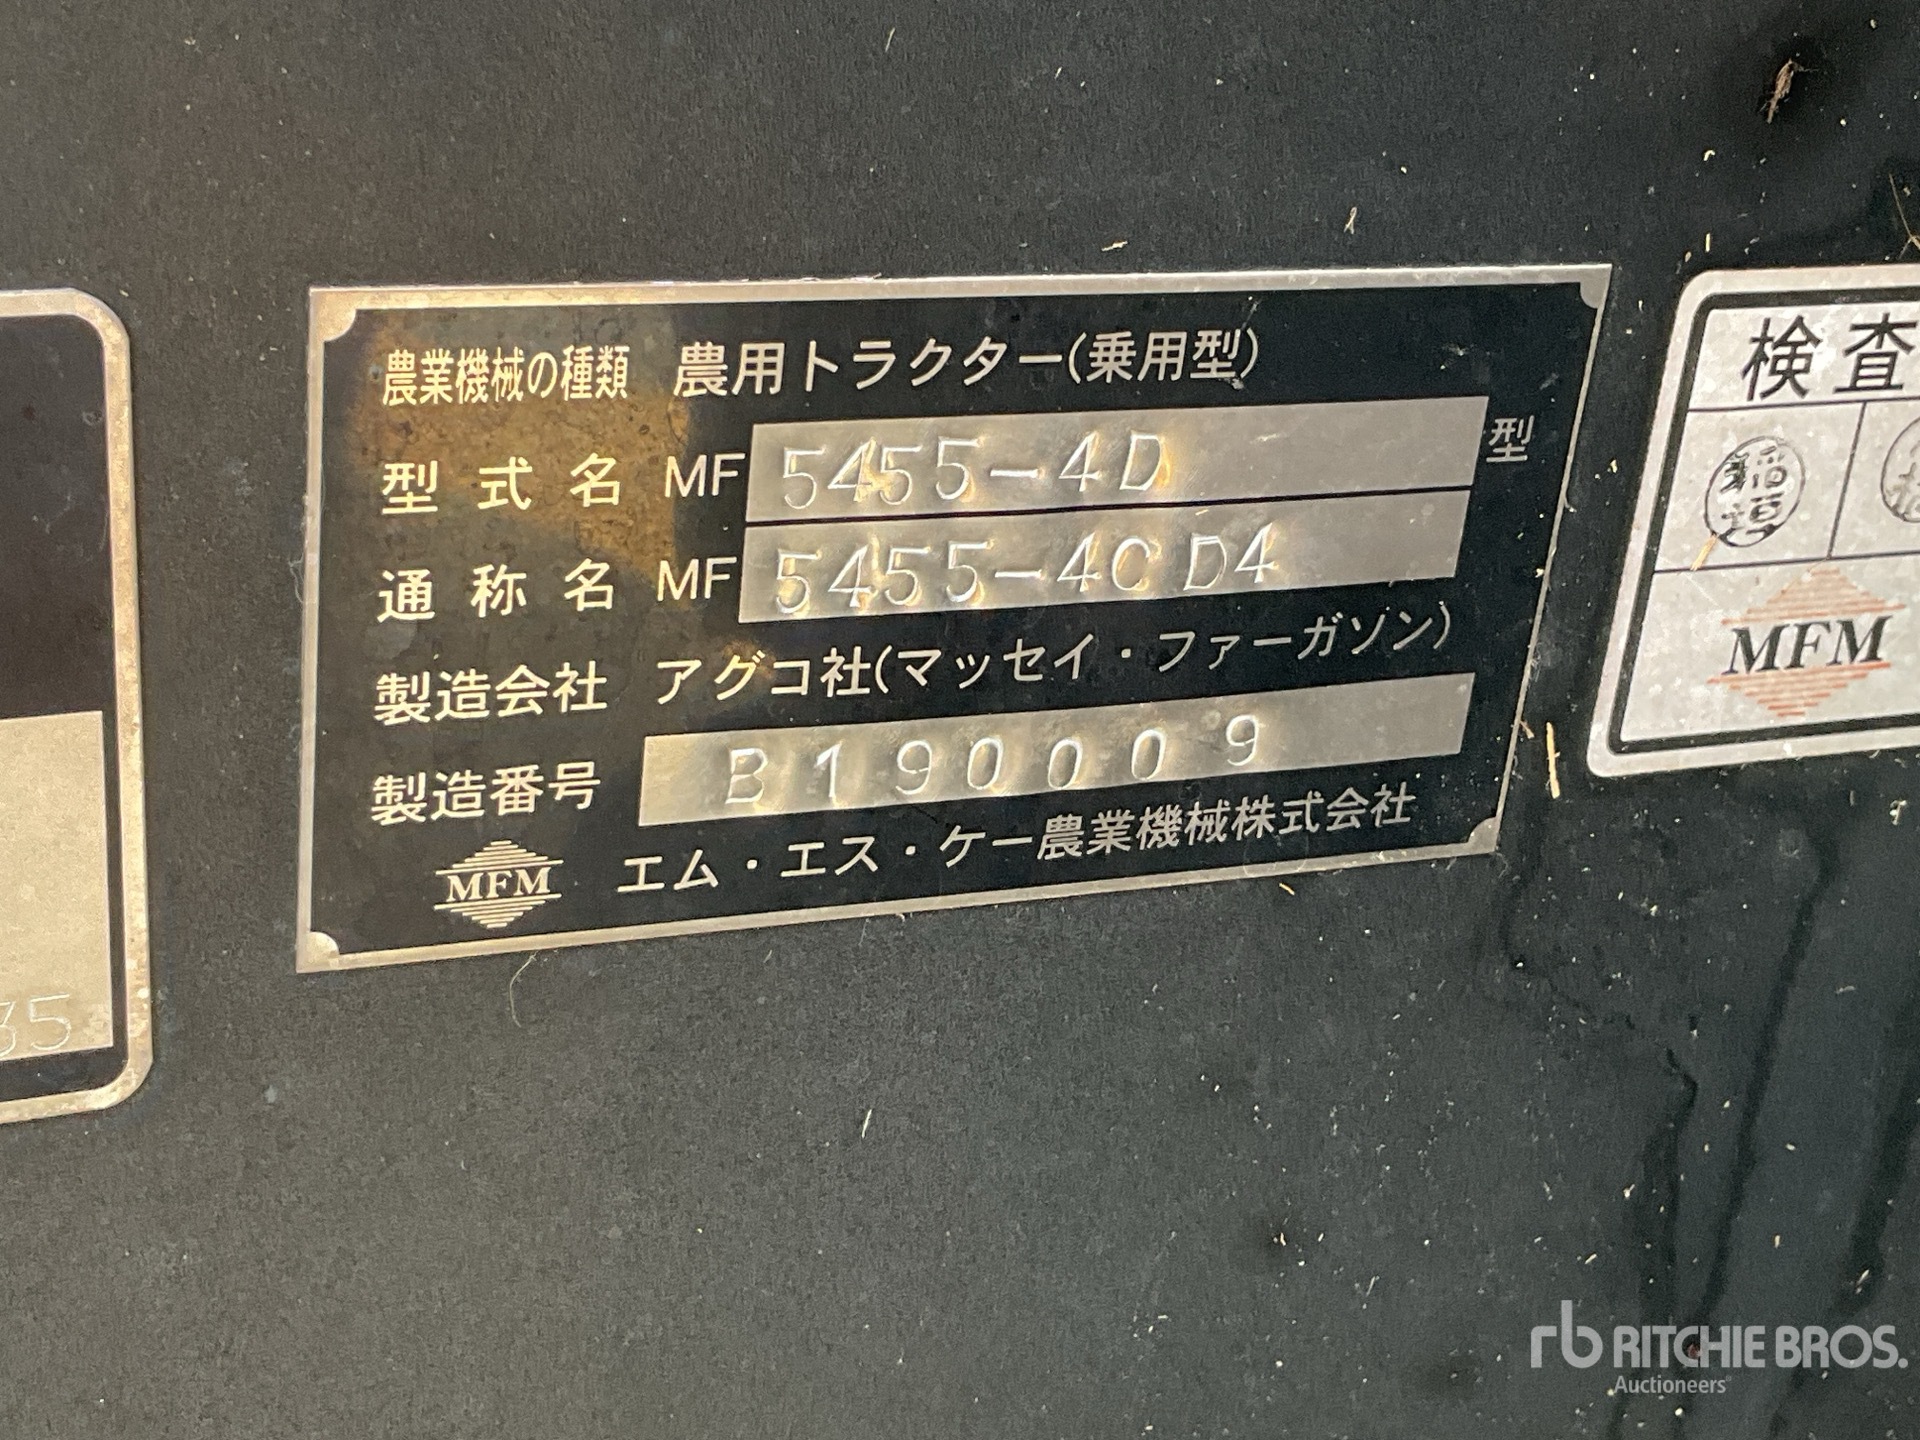 農業機械の種類 農用トラクター(乗用型)
型式名 MF 5455-4D 型
通称名 MF 5455-4CD4
製造会社 アグコ社(マッセイ・ファーガソン)
製造番号 B190009
MFM エム・エス・ケー農業機械株式会社
検査
MFM
35
rb RITCHIE BROS.
Auctioneers